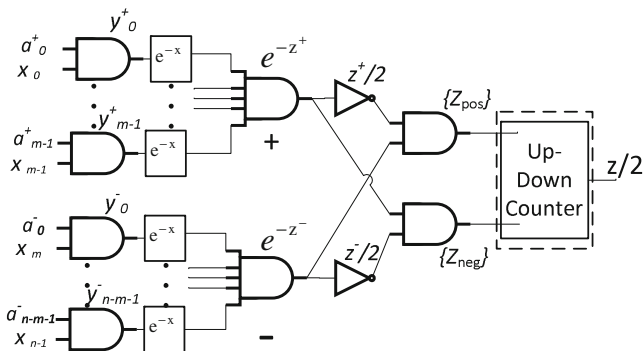 y⁺₀
a⁺₀
x₀
e⁻ˣ
y⁺ₘ₋₁
a⁺ₘ₋₁
xₘ₋₁
e⁻ˣ
e^{-z⁺}
+
z⁺/2
{Z_pos}
Up-
Down
Counter
z/2
y⁻₀
a⁻₀
xₘ
e⁻ˣ
y⁻ₙ₋ₘ₋₁
a⁻ₙ₋ₘ₋₁
xₙ₋₁
e⁻ˣ
e^{-z⁻}
–
z⁻/2
{Z_neg}